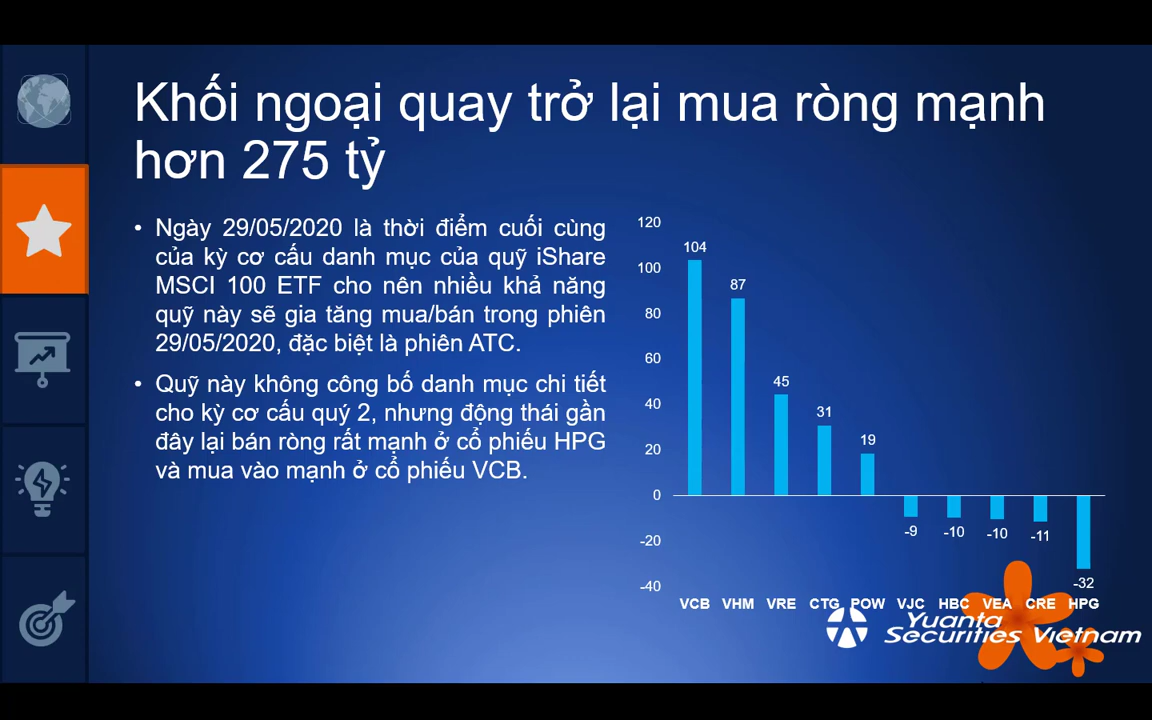 Khối ngoại quay trở lại mua ròng mạnh
hơn 275 tỷ
• Ngày 29/05/2020 là thời điểm cuối cùng
của kỳ cơ cấu danh mục của quỹ iShare
MSCI 100 ETF cho nên nhiều khả năng
quỹ này sẽ gia tăng mua/bán trong phiên
29/05/2020, đặc biệt là phiên ATC.
• Quỹ này không công bố danh mục chi tiết
cho kỳ cơ cấu quý 2, nhưng động thái gần
đây lại bán ròng rất mạnh ở cổ phiếu HPG
và mua vào mạnh ở cổ phiếu VCB.
120
100
80
60
40
20
0
-20
-40
104
87
45
31
19
-9
-10
-10
-11
-32
VCB VHM VRE CTG POW VJC HBC VEA CRE HPG
Yuanta
Securities Vietnam